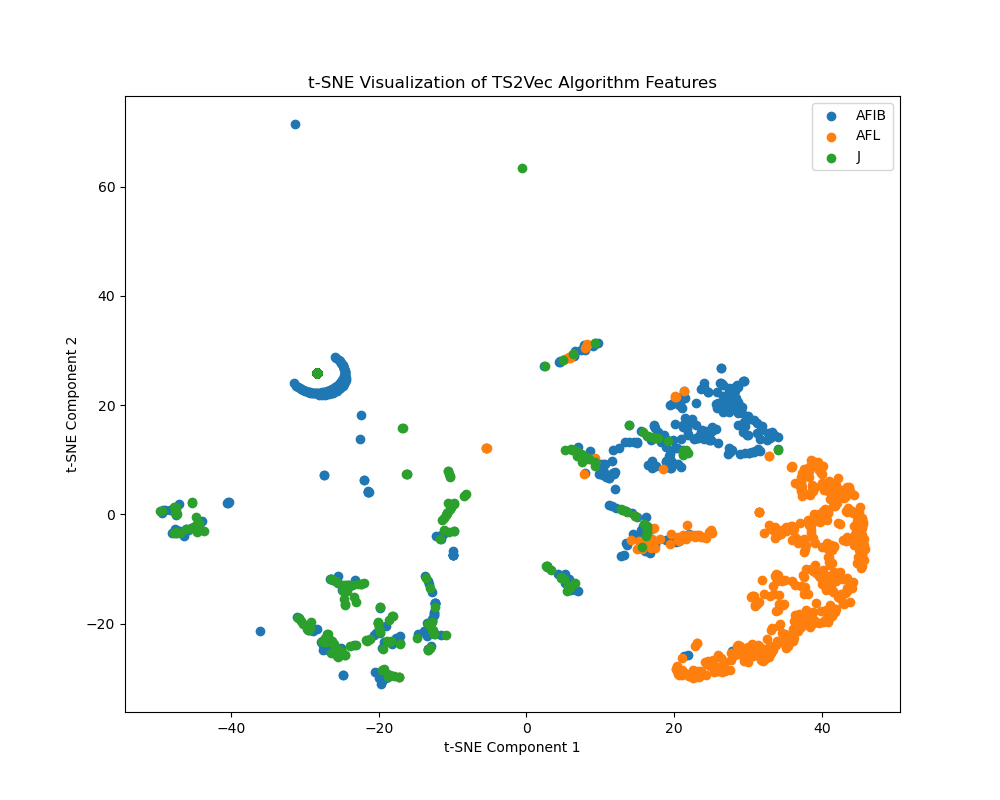 t-SNE Visualization of TS2Vec Algorithm Features
AFIB
AFL
J
60
40
20
0
−20
t-SNE Component 2
−40
−20
0
20
40
t-SNE Component 1